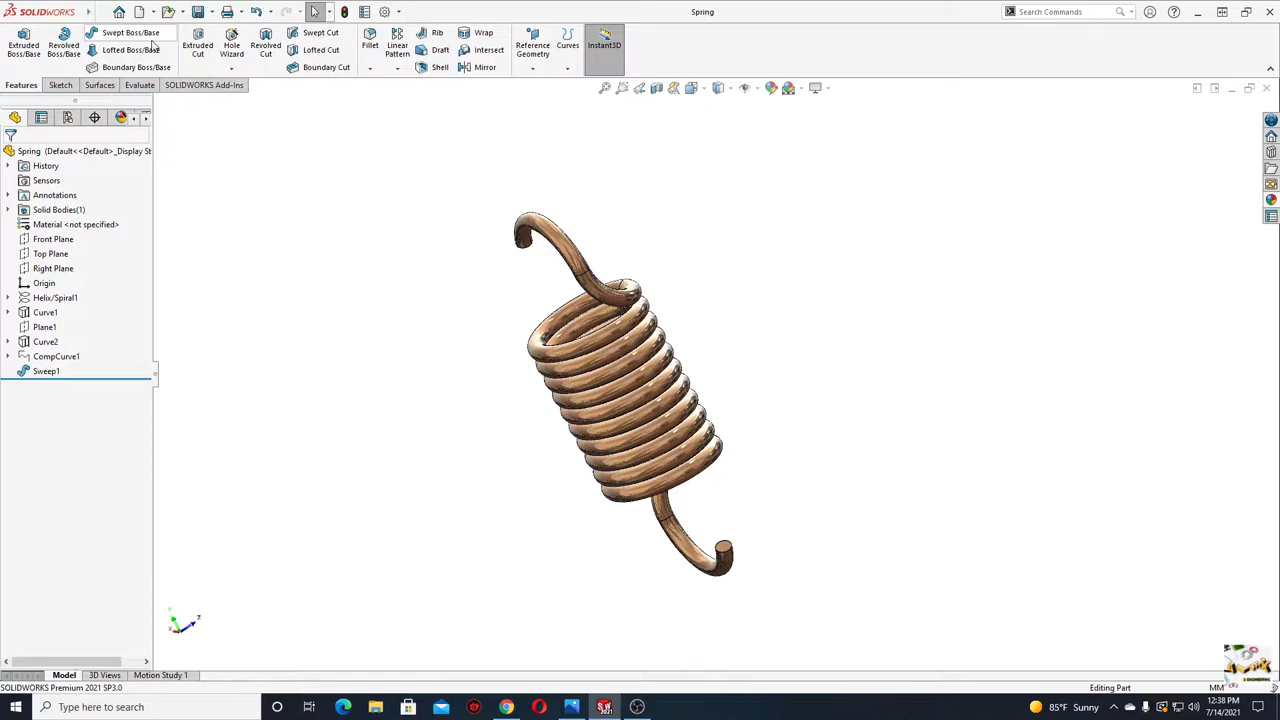 SOLIDWORKS
Spring
Search Commands
Extruded Boss/Base
Revolved Boss/Base
Swept Boss/Base
Lofted Boss/Base
Boundary Boss/Base
Extruded Cut
Hole Wizard
Revolved Cut
Swept Cut
Lofted Cut
Boundary Cut
Fillet
Linear Pattern
Rib
Draft
Shell
Wrap
Intersect
Mirror
Reference Geometry
Curves
Instant3D
Features
Sketch
Surfaces
Evaluate
SOLIDWORKS Add-Ins
Spring (Default<<Default>_Display St
History
Sensors
Annotations
Solid Bodies(1)
Material <not specified>
Front Plane
Top Plane
Right Plane
Origin
Helix/Spiral1
Curve1
Plane1
Curve2
CompCurve1
Sweep1
Model
3D Views
Motion Study 1
SOLIDWORKS Premium 2021 SP3.0
Editing Part
Type here to search
85°F Sunny
12:38 PM
7/14/2021